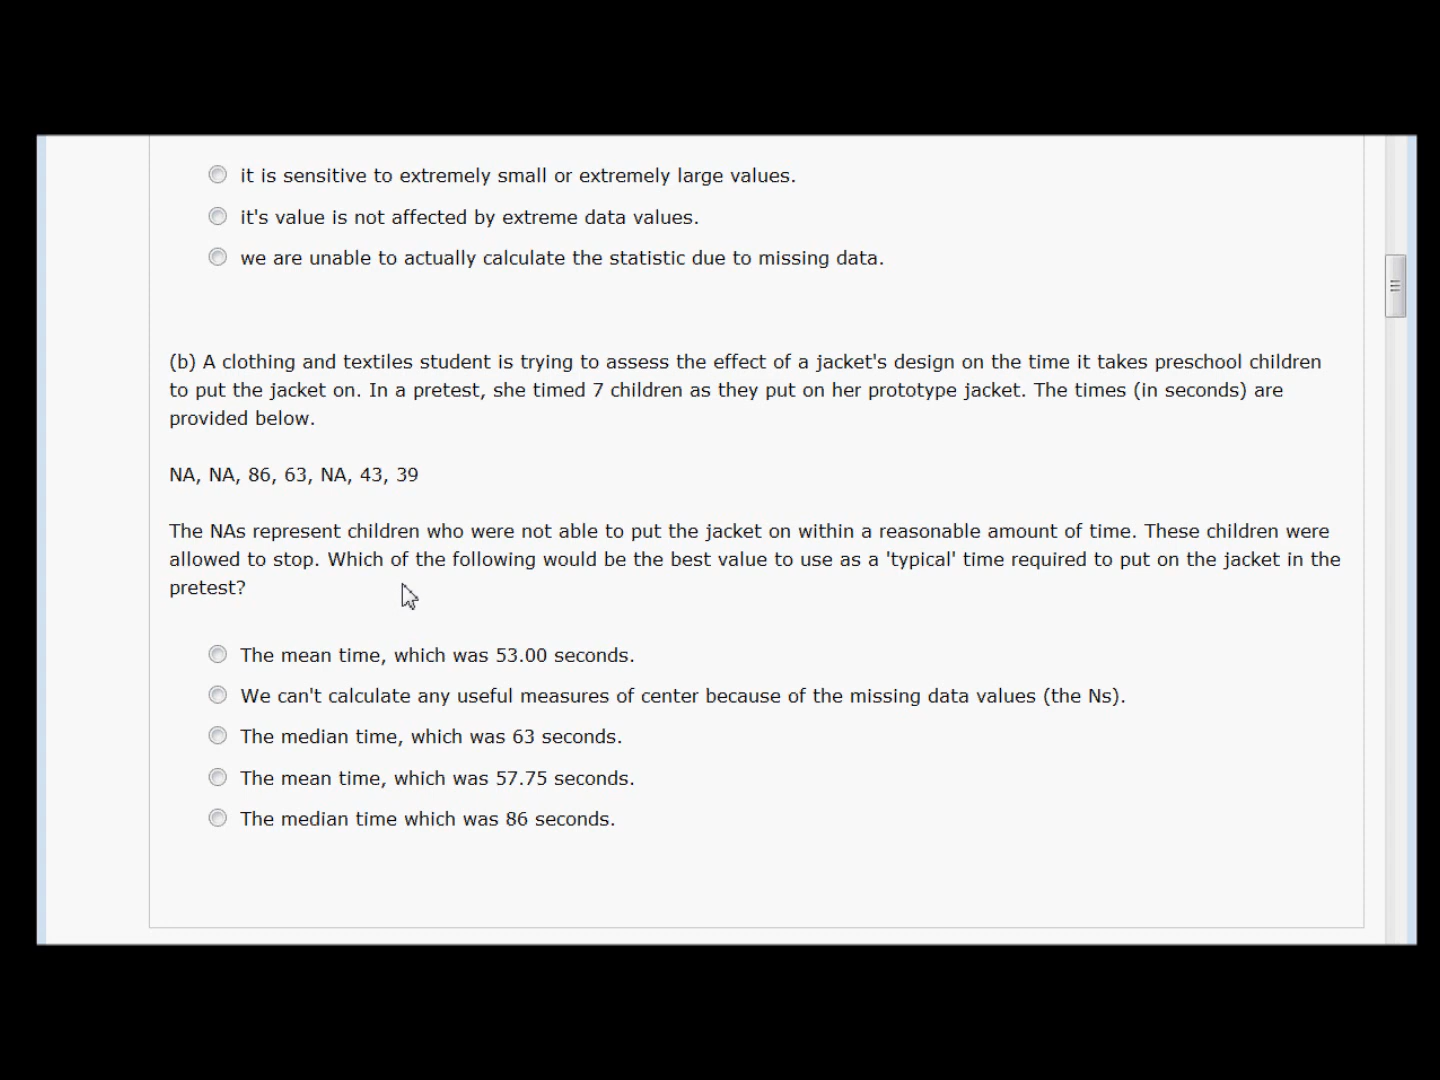 it is sensitive to extremely small or extremely large values.
it's value is not affected by extreme data values.
we are unable to actually calculate the statistic due to missing data.
(b) A clothing and textiles student is trying to assess the effect of a jacket's design on the time it takes preschool children
to put the jacket on. In a pretest, she timed 7 children as they put on her prototype jacket. The times (in seconds) are
provided below.
NA, NA, 86, 63, NA, 43, 39
The NAs represent children who were not able to put the jacket on within a reasonable amount of time. These children were
allowed to stop. Which of the following would be the best value to use as a 'typical' time required to put on the jacket in the
pretest?
The mean time, which was 53.00 seconds.
We can't calculate any useful measures of center because of the missing data values (the Ns).
The median time, which was 63 seconds.
The mean time, which was 57.75 seconds.
The median time which was 86 seconds.